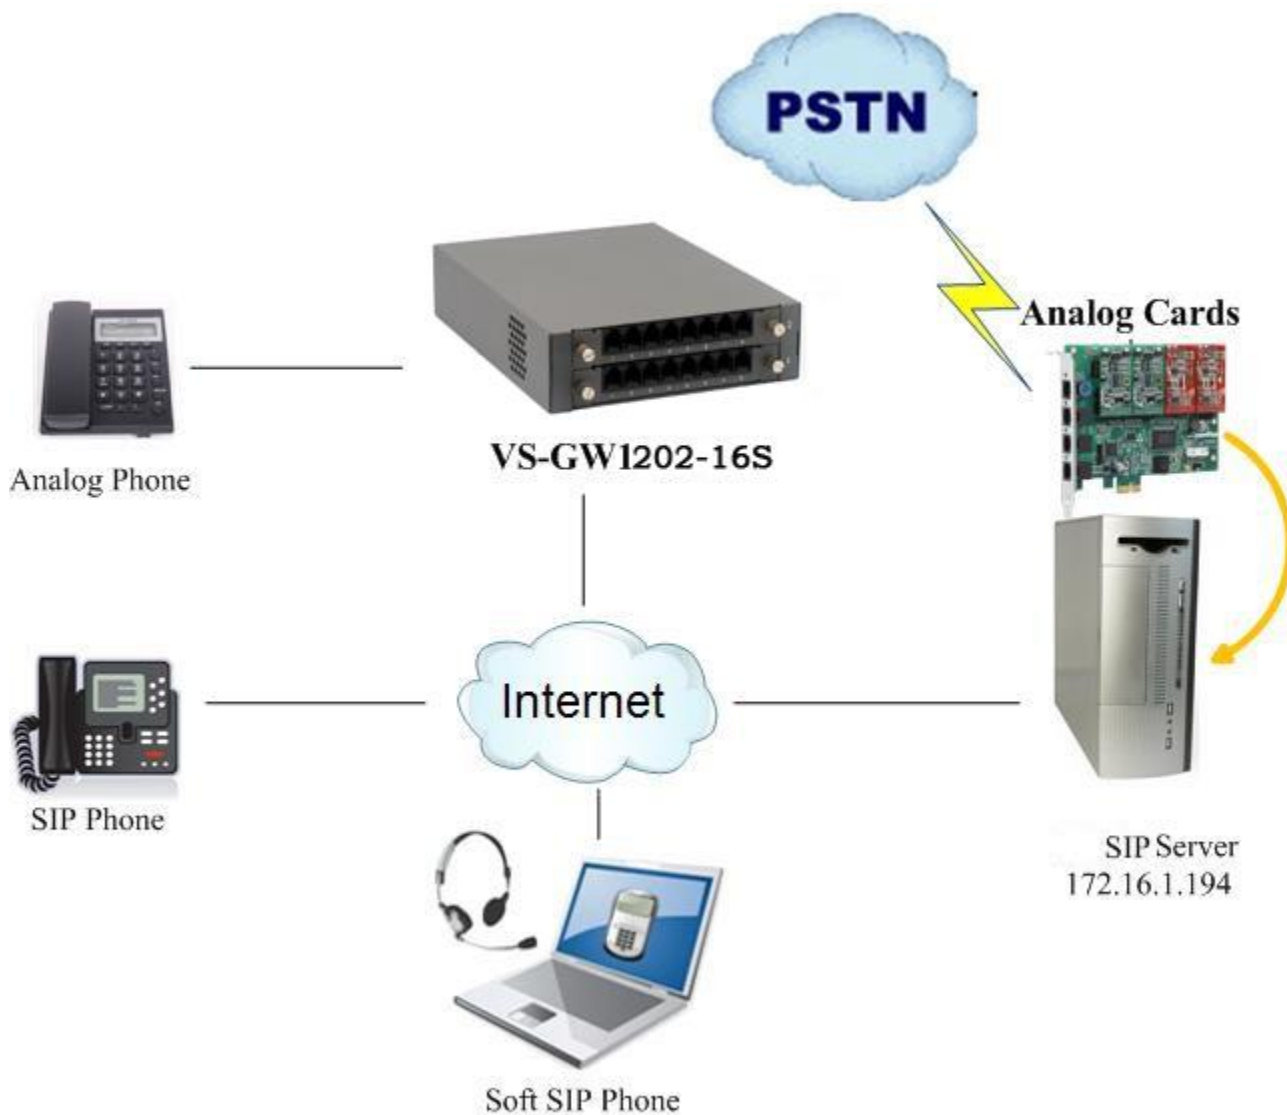 PSTN
Analog Cards
VS-GW1202-16S
Analog Phone
Internet
SIP Phone
SIP Server
172.16.1.194
Soft SIP Phone